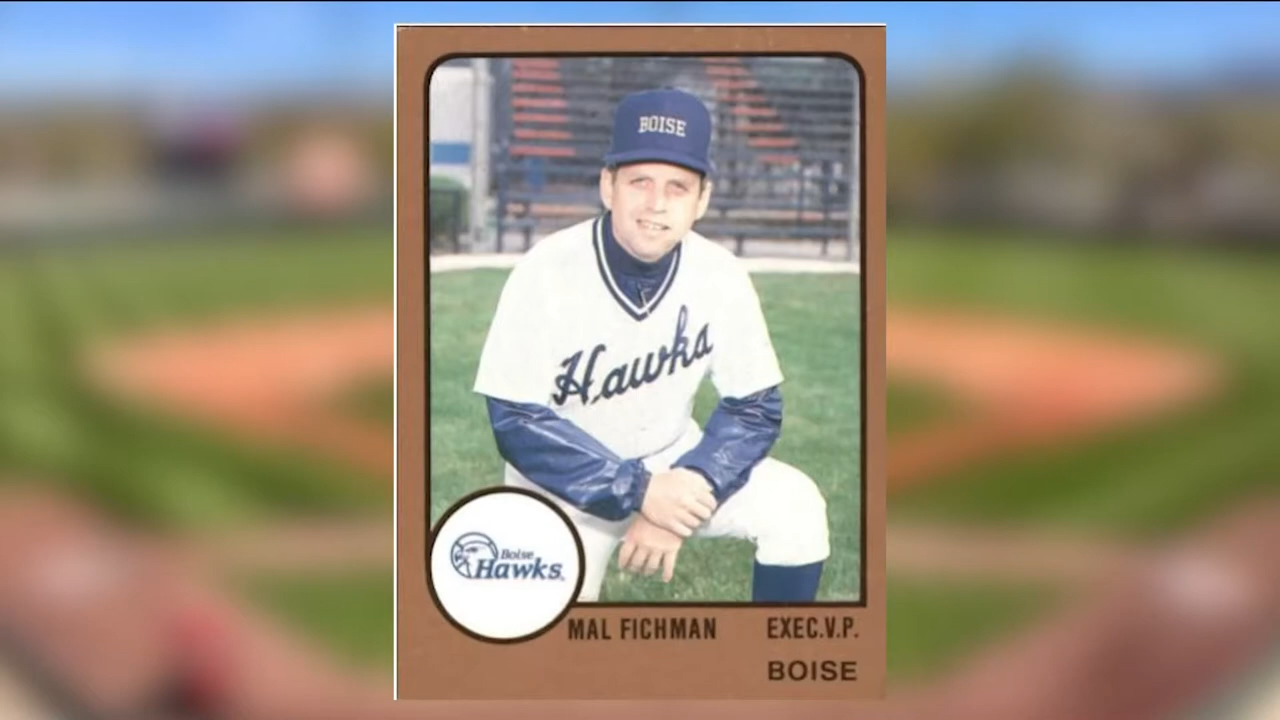 BOISE
Hawks
Boise
Hawks
MAL FICHMAN EXEC.V.P.
BOISE